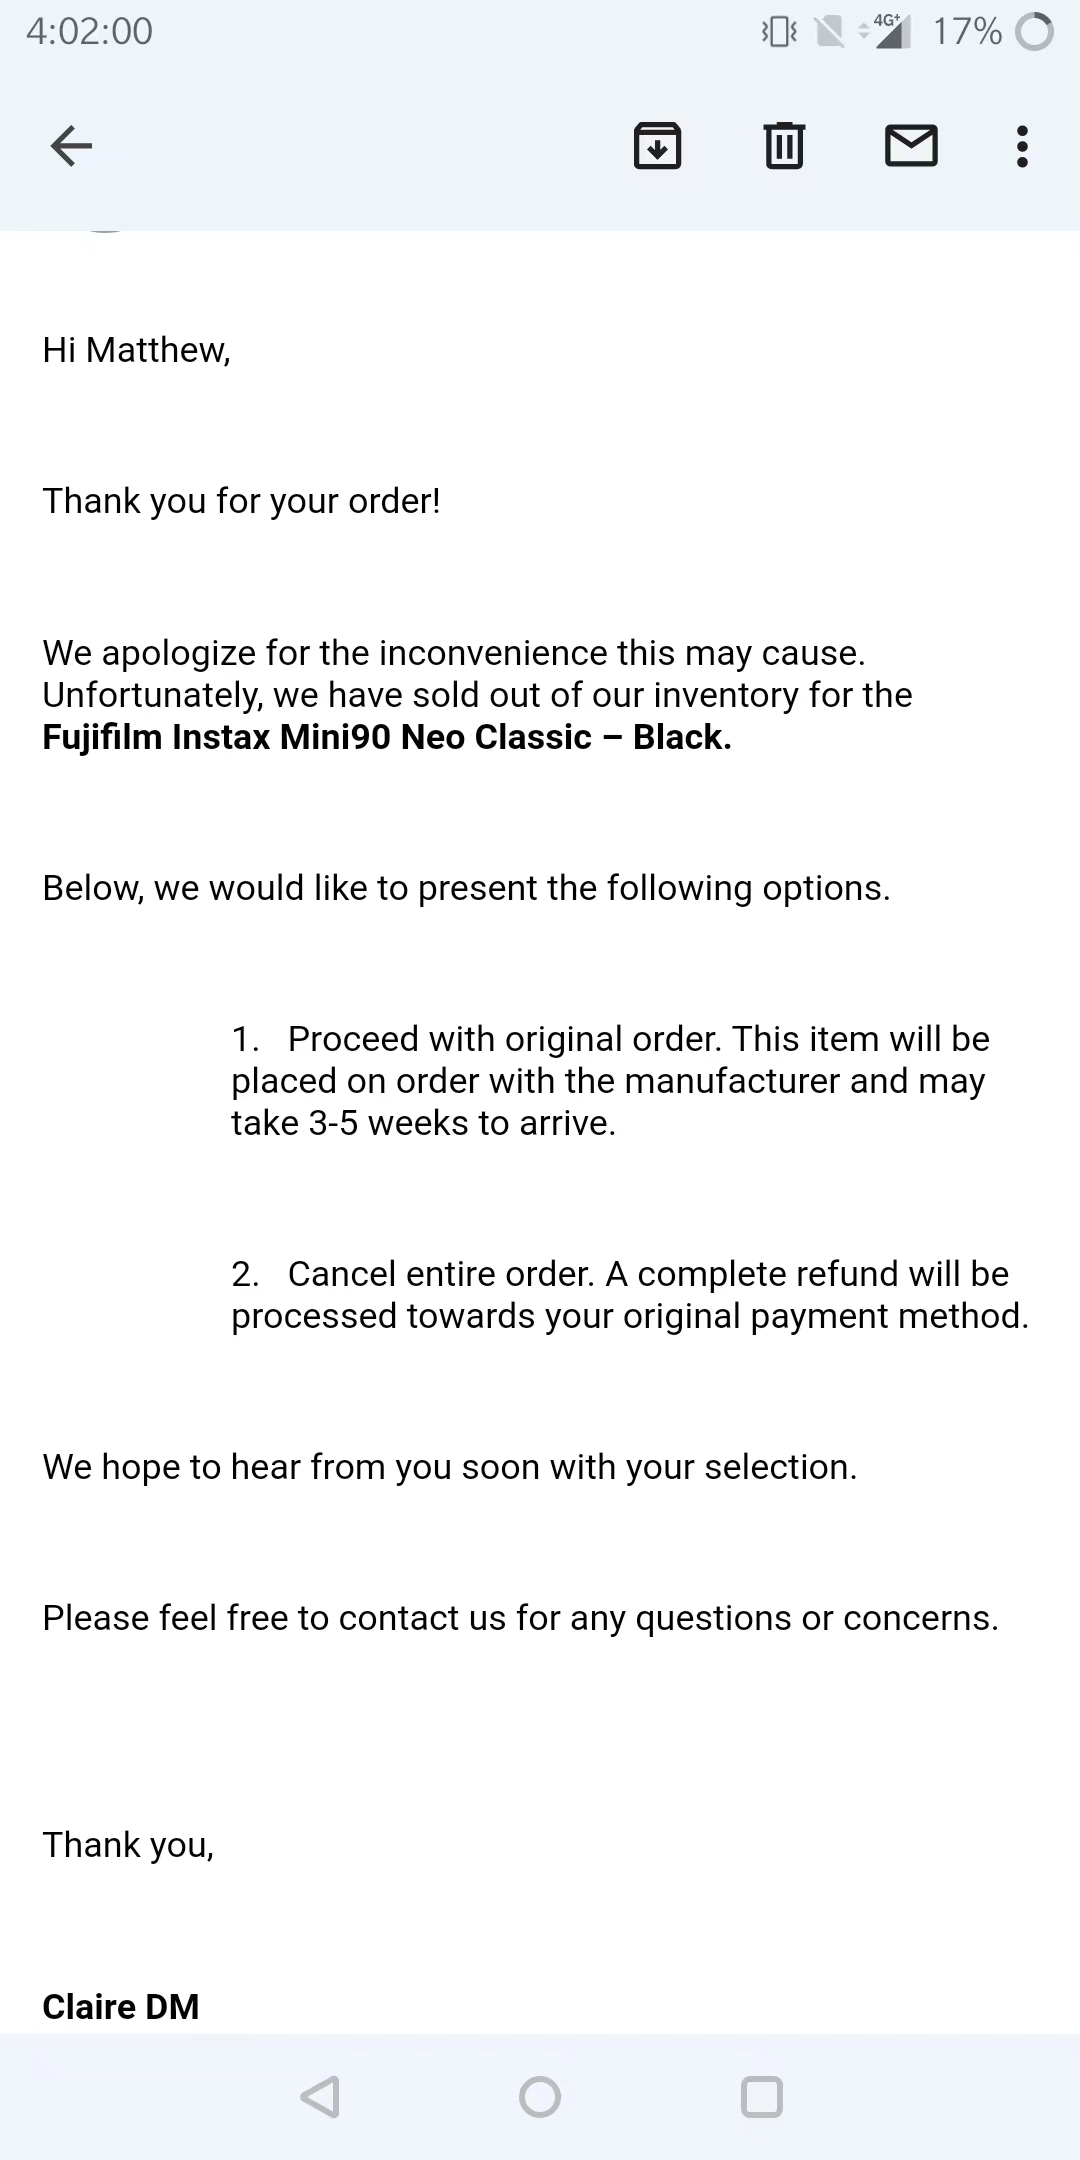 4:02:00
4G+ 17%
Hi Matthew,
Thank you for your order!
We apologize for the inconvenience this may cause.
Unfortunately, we have sold out of our inventory for the
Fujifilm Instax Mini90 Neo Classic – Black.
Below, we would like to present the following options.
1. Proceed with original order. This item will be
placed on order with the manufacturer and may
take 3-5 weeks to arrive.
2. Cancel entire order. A complete refund will be
processed towards your original payment method.
We hope to hear from you soon with your selection.
Please feel free to contact us for any questions or concerns.
Thank you,
Claire DM